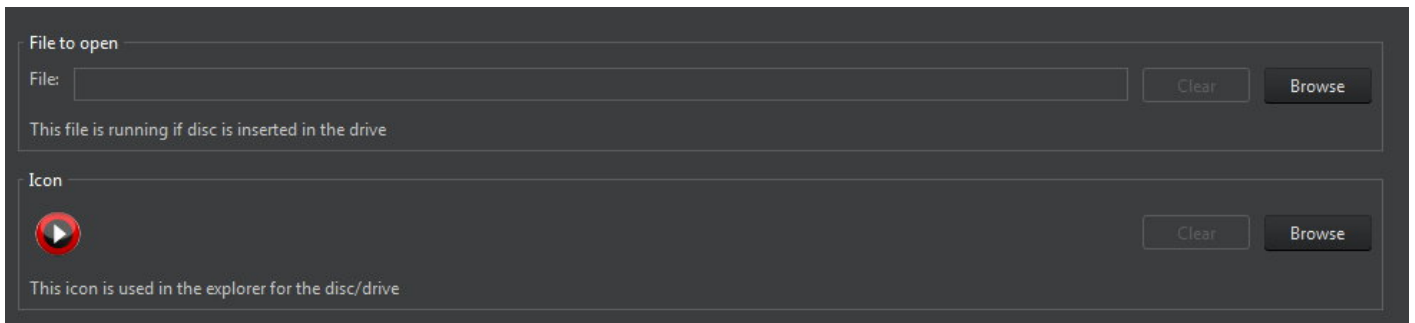 File to open
File: Clear Browse
This file is running if disc is inserted in the drive
Icon
Clear Browse
This icon is used in the explorer for the disc/drive